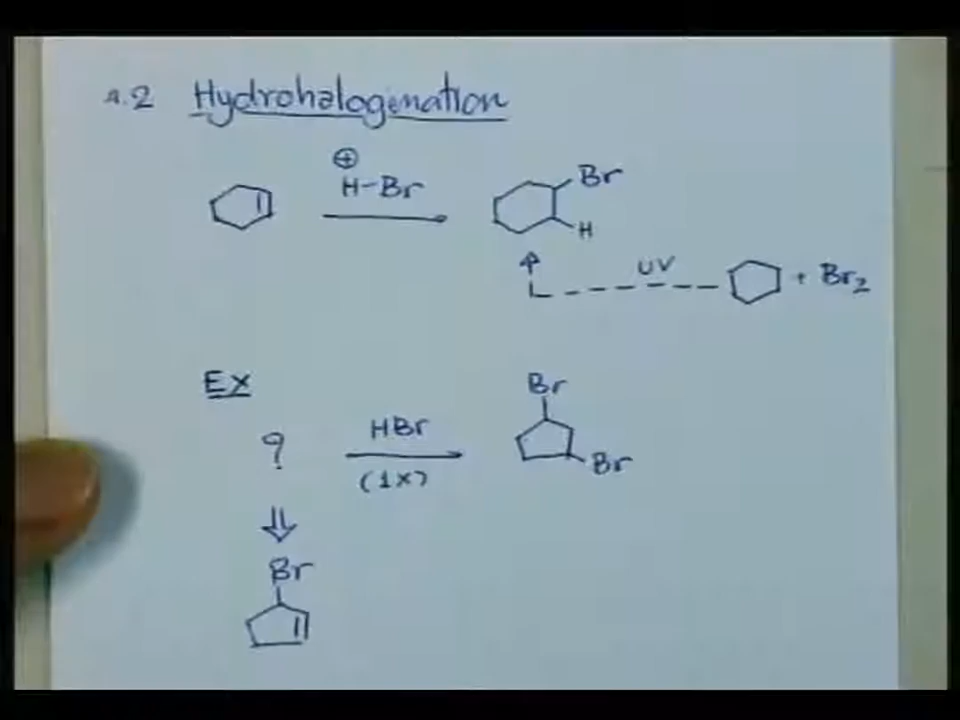 A.2 Hydrohalogenation
⊕
H-Br
Br
H
UV
+ Br₂
Ex
Br
? HBr
(1x)
Br
⇓
Br